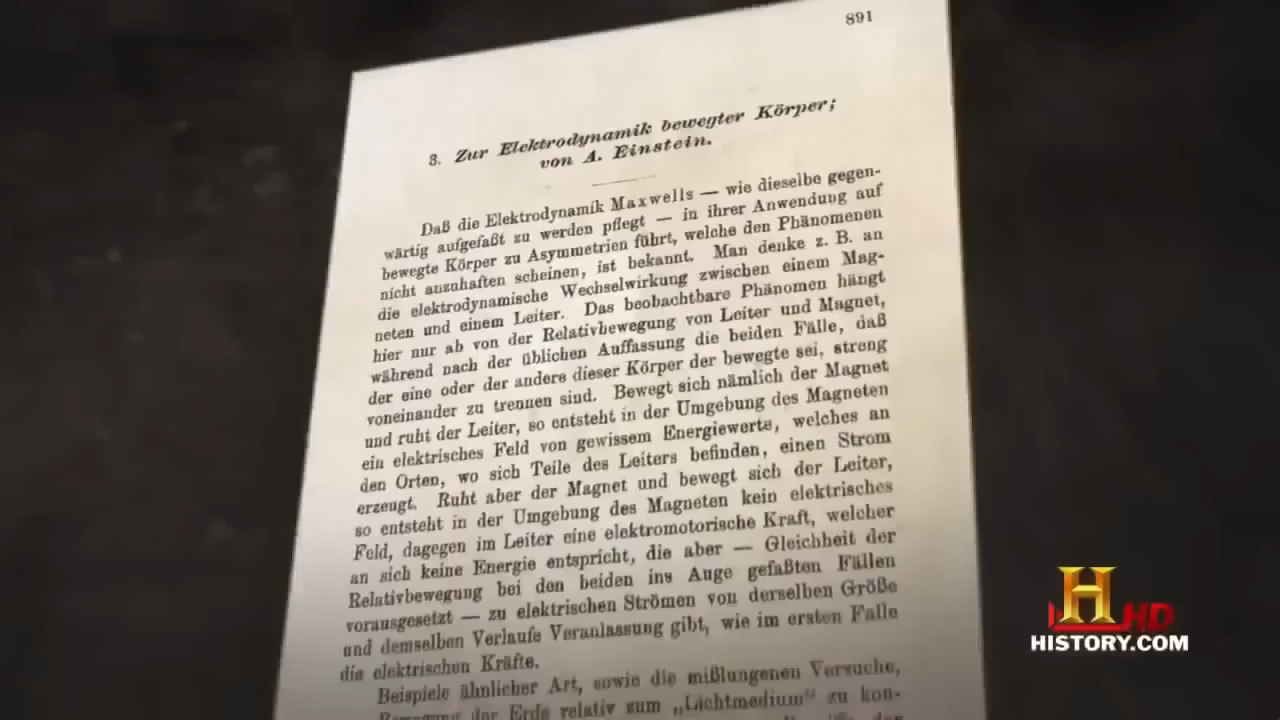 891
3. Zur Elektrodynamik bewegter Körper;
von A. Einstein.
Daß die Elektrodynamik Maxwells — wie dieselbe gegen-
wärtig aufgefaßt zu werden pflegt — in ihrer Anwendung auf
bewegte Körper zu Asymmetrien führt, welche den Phänomenen
nicht anzuhaften scheinen, ist bekannt. Man denke z. B. an
die elektrodynamische Wechselwirkung zwischen einem Mag-
neten und einem Leiter. Das beobachtbare Phänomen hängt
hier nur ab von der Relativbewegung von Leiter und Magnet,
während nach der üblichen Auffassung die beiden Fälle, daß
der eine oder der andere dieser Körper der bewegte sei, streng
voneinander zu trennen sind. Bewegt sich nämlich der Magnet
und ruht der Leiter, so entsteht in der Umgebung des Magneten
ein elektrisches Feld von gewissem Energiewerte, welches an
den Orten, wo sich Teile des Leiters befinden, einen Strom
erzeugt. Ruht aber der Magnet und bewegt sich der Leiter,
so entsteht in der Umgebung des Magneten kein elektrisches
Feld, dagegen im Leiter eine elektromotorische Kraft, welcher
an sich keine Energie entspricht, die aber — Gleichheit der
Relativbewegung bei den beiden ins Auge gefaßten Fällen
vorausgesetzt — zu elektrischen Strömen von derselben Größe
und demselben Verlaufe Veranlassung gibt, wie im ersten Falle
die elektrischen Kräfte.
Beispiele ähnlicher Art, sowie die mißlungenen Versuche,
Bewegung der Erde relativ zum „Lichtmedium" zu kon-
H HD
HISTORY.COM